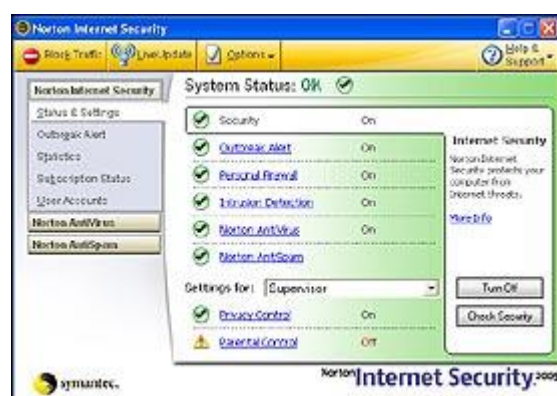 Norton Internet Security
Block Traffic LiveUpdate Options Help & Support
Norton Internet Security
Status & Settings
Outbreak Alert
Statistics
Subscription Status
User Accounts
Norton AntiVirus
Norton AntiSpam
System Status: OK
Security On
Outbreak Alert On
Personal Firewall On
Intrusion Detection On
Norton AntiVirus On
Norton AntiSpam
Settings for: Supervisor
Privacy Control On
Parental Control Off
Internet Security
Norton Internet
Security protects your
computer from
Internet threats.
More Info
Turn Off
Check Security
symantec.
Norton Internet Security 2005